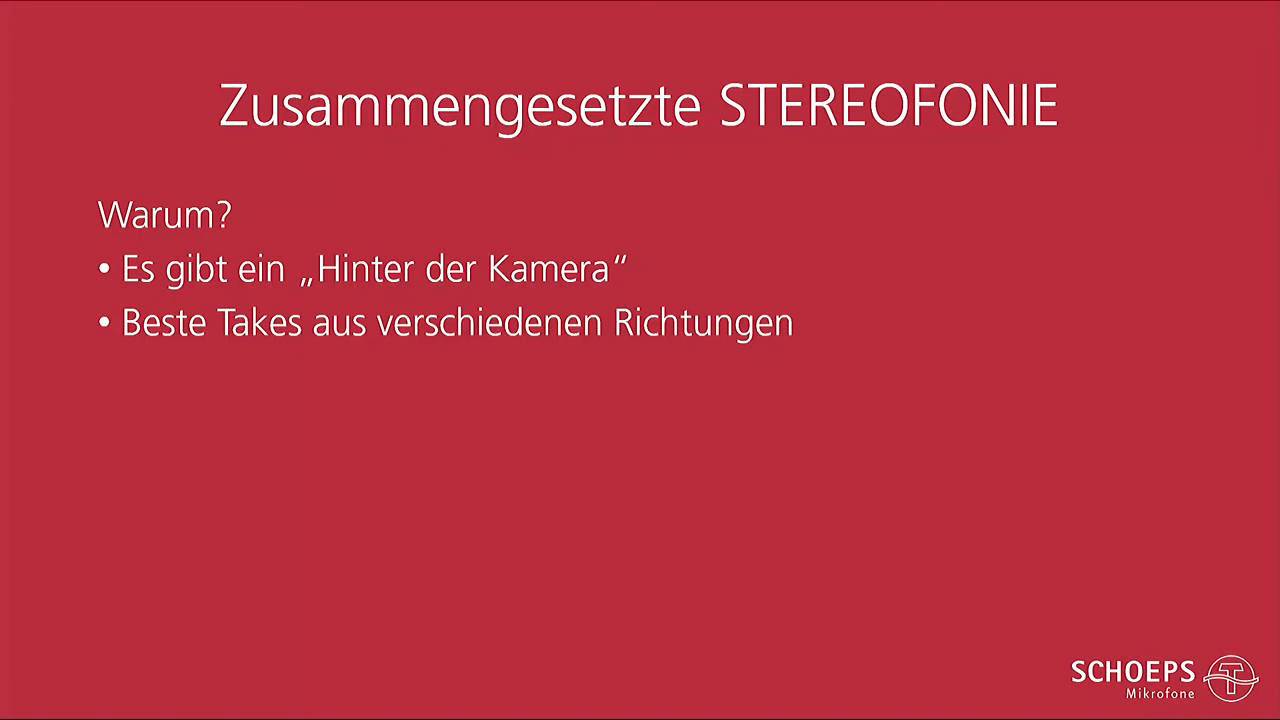 Zusammengesetzte STEREOFONIE
Warum?
• Es gibt ein „Hinter der Kamera“
• Beste Takes aus verschiedenen Richtungen
SCHOEPS
Mikrofone